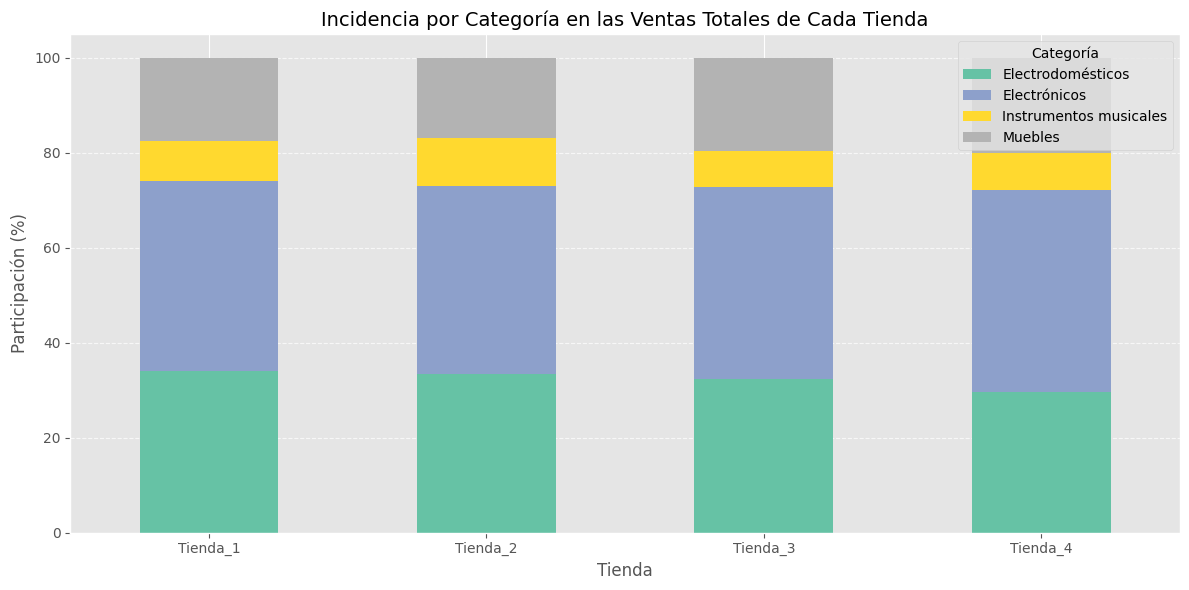 Incidencia por Categoría en las Ventas Totales de Cada Tienda
Participación (%)
100
80
60
40
20
0
Categoría
Electrodomésticos
Electrónicos
Instrumentos musicales
Muebles
Tienda_1
Tienda_2
Tienda_3
Tienda_4
Tienda